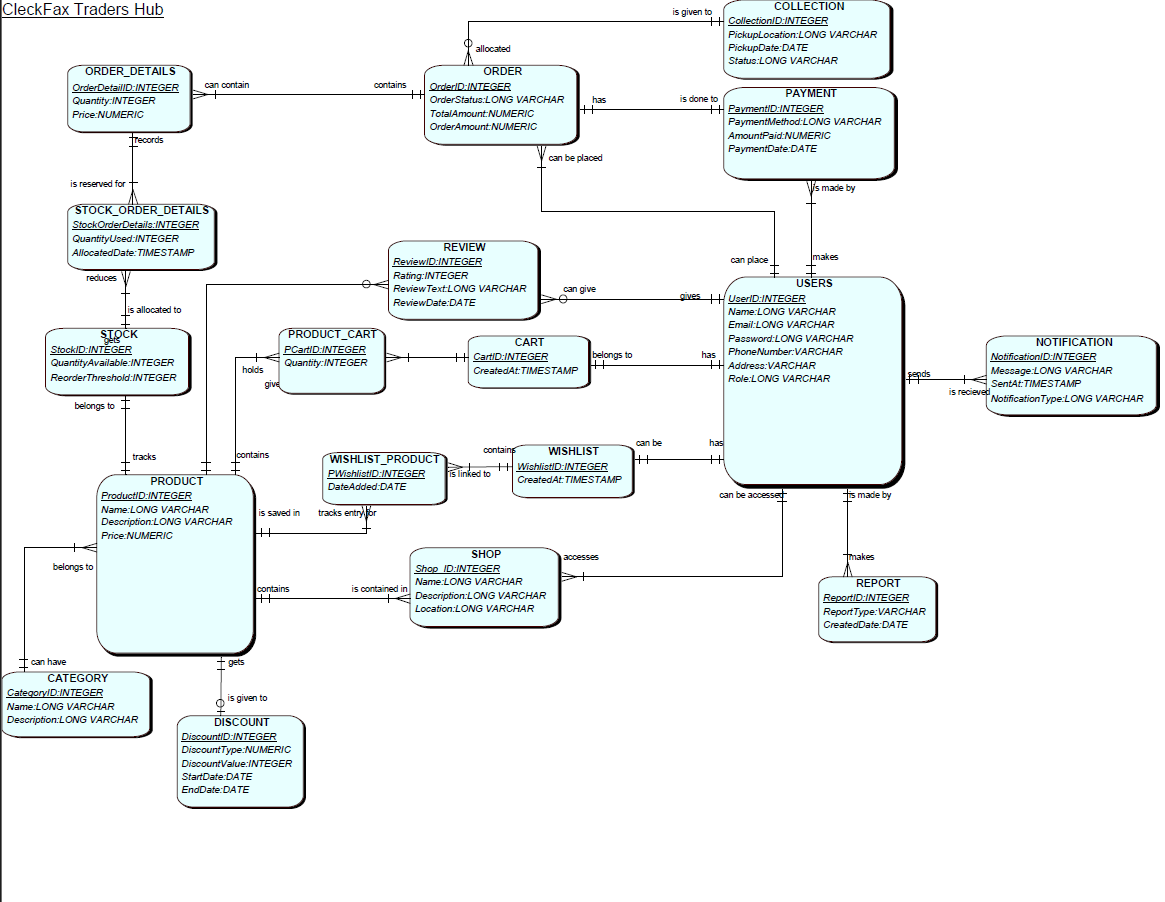 CleckFax Traders Hub
COLLECTION
CollectionID:INTEGER
PickupLocation:LONG VARCHAR
PickupDate:DATE
Status:LONG VARCHAR
is given to
allocated
ORDER_DETAILS
OrderDetailID:INTEGER
Quantity:INTEGER
Price:NUMERIC
can contain
contains
ORDER
OrderID:INTEGER
OrderStatus:LONG VARCHAR
TotalAmount:NUMERIC
OrderAmount:NUMERIC
has
is done to
PAYMENT
PaymentID:INTEGER
PaymentMethod:LONG VARCHAR
AmountPaid:NUMERIC
PaymentDate:DATE
records
is reserved for
can be placed
is made by
STOCK_ORDER_DETAILS
StockOrderDetails:INTEGER
QuantityUsed:INTEGER
AllocatedDate:TIMESTAMP
reduces
is allocated to
REVIEW
ReviewID:INTEGER
Rating:INTEGER
ReviewText:LONG VARCHAR
ReviewDate:DATE
can give
gives
can place
makes
USERS
UserID:INTEGER
Name:LONG VARCHAR
Email:LONG VARCHAR
Password:LONG VARCHAR
PhoneNumber:VARCHAR
Address:VARCHAR
Role:LONG VARCHAR
STOCK
gets
StockID:INTEGER
QuantityAvailable:INTEGER
ReorderThreshold:INTEGER
belongs to
tracks
PRODUCT_CART
PCartID:INTEGER
Quantity:INTEGER
holds
give
contains
CART
CartID:INTEGER
CreatedAt:TIMESTAMP
belongs to
has
NOTIFICATION
NotificationID:INTEGER
Message:LONG VARCHAR
SentAt:TIMESTAMP
NotificationType:LONG VARCHAR
sends
is recieved
WISHLIST_PRODUCT
PWishlistID:INTEGER
DateAdded:DATE
contains
is linked to
WISHLIST
WishlistID:INTEGER
CreatedAt:TIMESTAMP
can be
has
PRODUCT
ProductID:INTEGER
Name:LONG VARCHAR
Description:LONG VARCHAR
Price:NUMERIC
is saved in
tracks entry for
can be accessed
is made by
SHOP
Shop_ID:INTEGER
Name:LONG VARCHAR
Description:LONG VARCHAR
Location:LONG VARCHAR
accesses
contains
is contained in
makes
REPORT
ReportID:INTEGER
ReportType:VARCHAR
CreatedDate:DATE
belongs to
can have
CATEGORY
CategoryID:INTEGER
Name:LONG VARCHAR
Description:LONG VARCHAR
gets
is given to
DISCOUNT
DiscountID:INTEGER
DiscountType:NUMERIC
DiscountValue:INTEGER
StartDate:DATE
EndDate:DATE